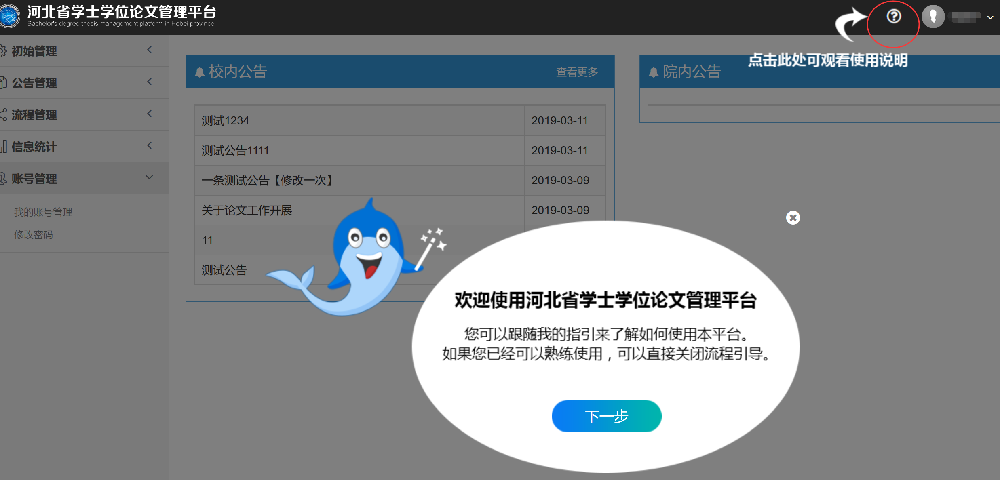 河北省学士学位论文管理平台
Bachelor's degree thesis management platform in Hebei province
点击此处可观看使用说明
初始管理
公告管理
流程管理
信息统计
账号管理
我的账号管理
修改密码
校内公告 查看更多
测试1234 2019-03-11
测试公告1111 2019-03-11
一条测试公告【修改一次】 2019-03-09
关于论文工作开展 2019-03-09
11
测试公告
院内公告
欢迎使用河北省学士学位论文管理平台
您可以跟随我的指引来了解如何使用本平台。
如果您已经可以熟练使用，可以直接关闭流程引导。
下一步